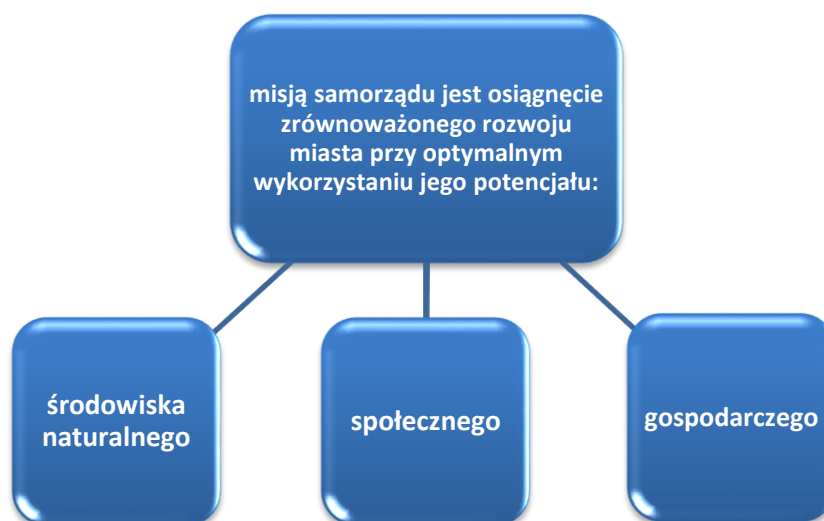 misją samorządu jest osiągnęcie
zrównoważonego rozwoju
miasta przy optymalnym
wykorzystaniu jego potencjału:
środowiska
naturalnego
społecznego
gospodarczego